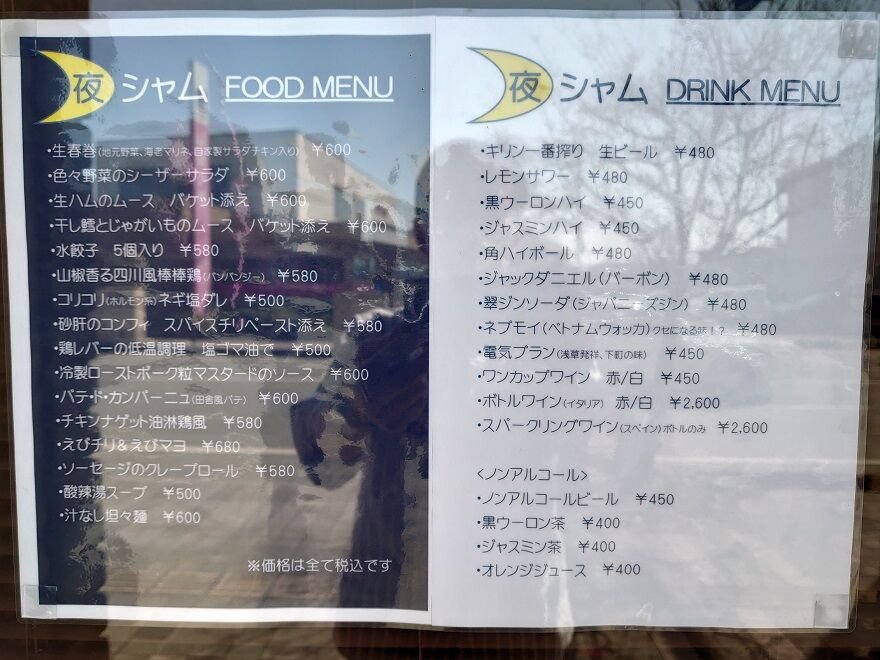 夜 シャム FOOD MENU
・生春巻(地元野菜、海老マリネ、自家製サラダチキン入り) ￥600
・色々野菜のシーザーサラダ ￥600
・生ハムのムース バケット添え ￥600
・干し鱈とじゃがいものムース バケット添え ￥600
・水餃子 5個入り ￥580
・山椒香る四川風棒棒鶏(バンバンジー) ￥580
・コリコリ(ホルモン系)ネギ塩ダレ ￥500
・砂肝のコンフィ スパイスチリペースト添え ￥580
・鶏レバーの低温調理 塩ゴマ油で ￥500
・冷製ローストポーク粒マスタードのソース ￥600
・パテ・ド・カンパーニュ(田舎風パテ) ￥600
・チキンナゲット油淋鶏風 ￥580
・えびチリ＆えびマヨ ￥680
・ソーセージのクレープロール ￥580
・酸辣湯スープ ￥500
・汁なし坦々麺 ￥600
※価格は全て税込です
夜 シャム DRINK MENU
・キリン一番搾り 生ビール ￥480
・レモンサワー ￥480
・黒ウーロンハイ ￥450
・ジャスミンハイ ￥450
・角ハイボール ￥480
・ジャックダニエル(バーボン) ￥480
・翠ジンソーダ(ジャパニーズジン) ￥480
・ネプモイ(ベトナムウォッカ)クセになる味！？ ￥480
・電気ブラン(浅草発祥、下町の味) ￥450
・ワンカップワイン 赤/白 ￥450
・ボトルワイン(イタリア) 赤/白 ￥2,600
・スパークリングワイン(スペイン)ボトルのみ ￥2,600
<ノンアルコール>
・ノンアルコールビール ￥450
・黒ウーロン茶 ￥400
・ジャスミン茶 ￥400
・オレンジジュース ￥400